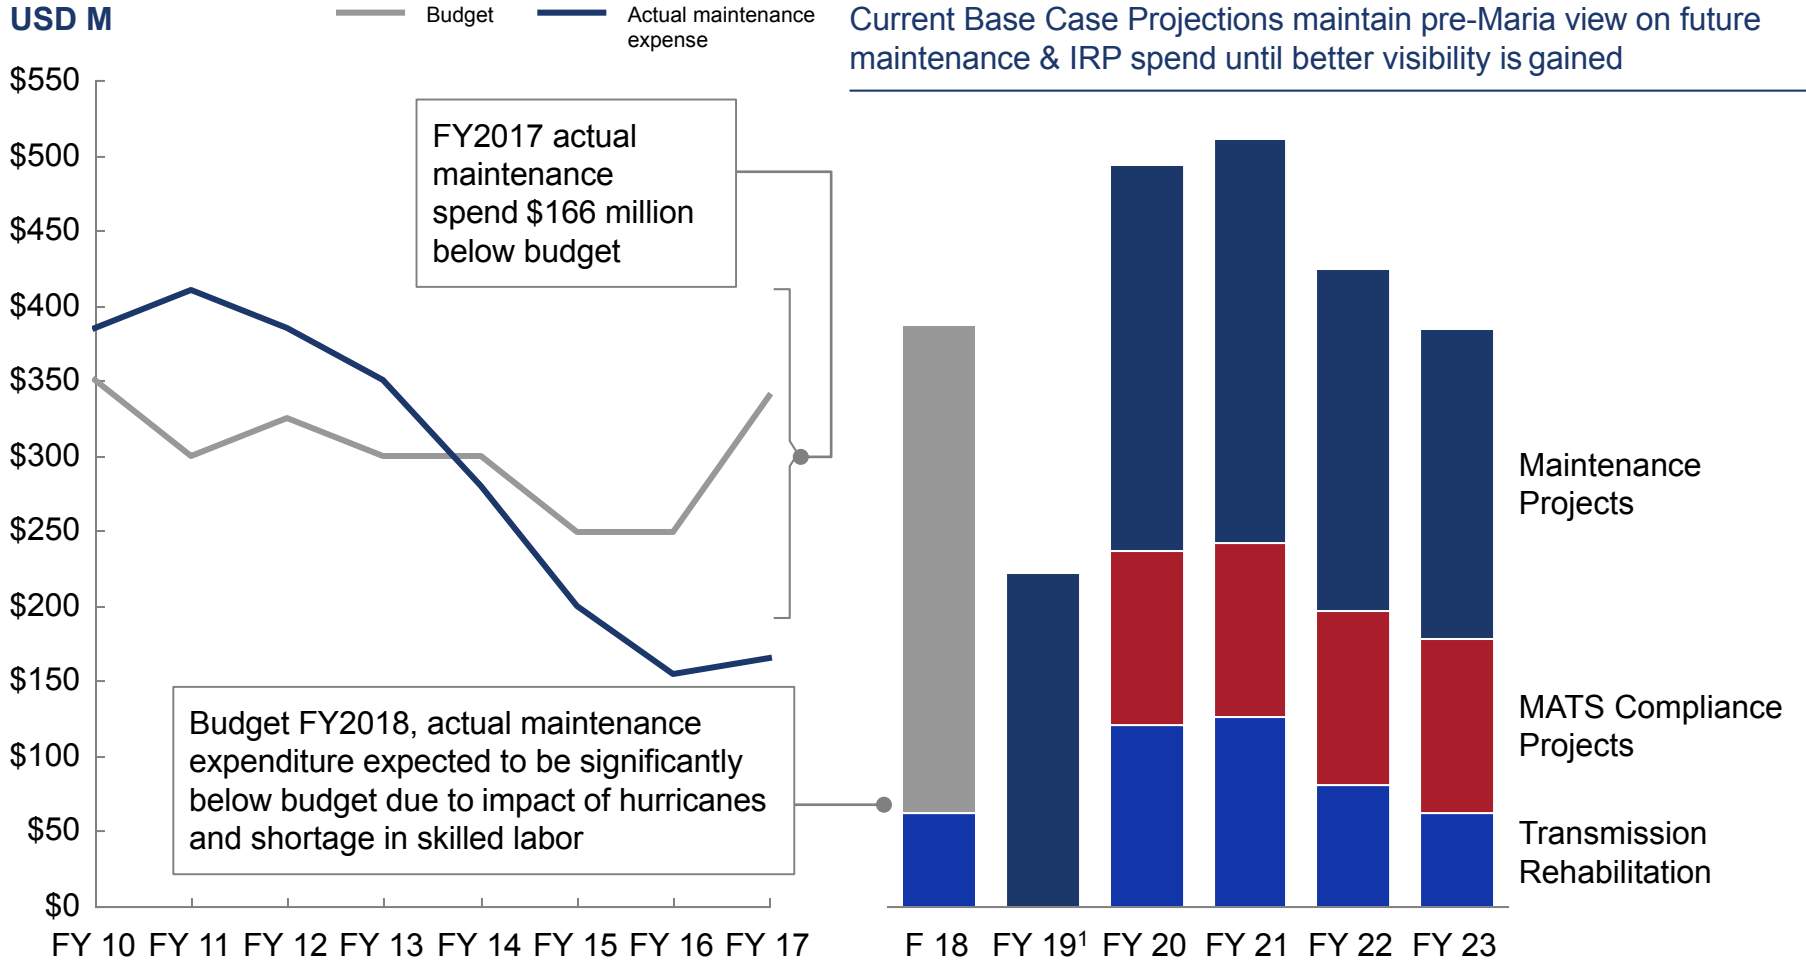 USD M
Budget
Actual maintenance
expense
Current Base Case Projections maintain pre-Maria view on future
maintenance & IRP spend until better visibility is gained
$550
$500
$450
$400
$350
$300
$250
$200
$150
$100
$50
$0
FY2017 actual
maintenance
spend $166 million
below budget
Budget FY2018, actual maintenance
expenditure expected to be significantly
below budget due to impact of hurricanes
and shortage in skilled labor
FY 10 FY 11 FY 12 FY 13 FY 14 FY 15 FY 16 FY 17
Maintenance
Projects
MATS Compliance
Projects
Transmission
Rehabilitation
F 18 FY 19¹ FY 20 FY 21 FY 22 FY 23